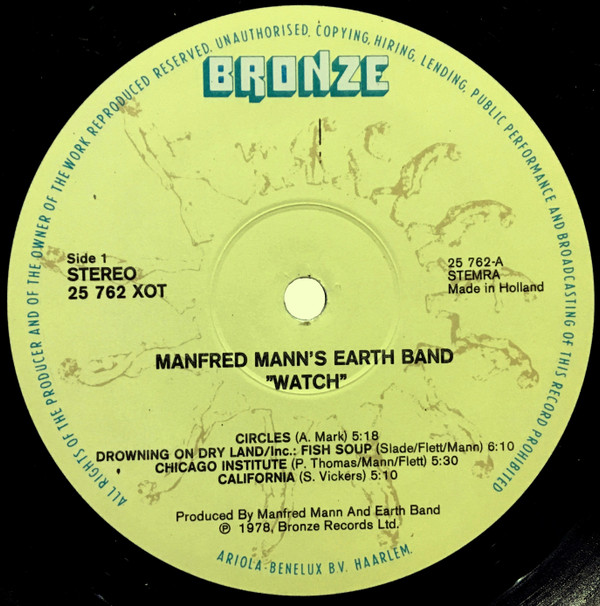 ALL RIGHTS OF THE PRODUCER AND OF THE OWNER OF THE WORK REPRODUCED RESERVED. UNAUTHORISED, COPYING, HIRING, LENDING, PUBLIC PERFORMANCE AND BROADCASTING OF THIS RECORD PROHIBITED
BRONZE
Side 1
STEREO
25 762 XOT
25 762-A
STEMRA
Made in Holland
MANFRED MANN'S EARTH BAND
"WATCH"
CIRCLES (A. Mark) 5:18
DROWNING ON DRY LAND/Inc.: FISH SOUP (Slade/Flett/Mann) 6:10
CHICAGO INSTITUTE (P. Thomas/Mann/Flett) 5:30
CALIFORNIA (S. Vickers) 5:10
Produced By Manfred Mann And Earth Band
℗ 1978, Bronze Records Ltd.
ARIOLA-BENELUX B.V. HAARLEM.